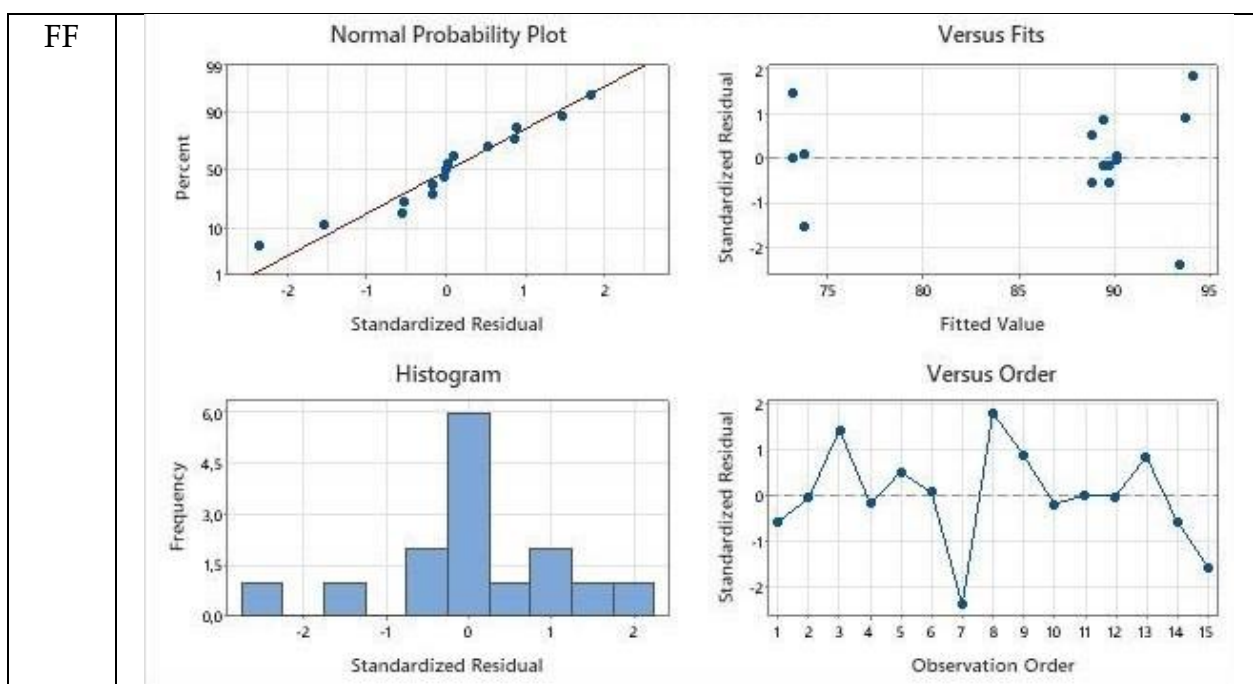 FF
Normal Probability Plot
99
90
50
10
1
Percent
-2 -1 0 1 2
Standardized Residual
Versus Fits
2
1
0
-1
-2
Standardized Residual
75 80 85 90 95
Fitted Value
Histogram
6,0
4,5
3,0
1,5
0,0
Frequency
-2 -1 0 1 2
Standardized Residual
Versus Order
2
1
0
-1
-2
Standardized Residual
1 2 3 4 5 6 7 8 9 10 11 12 13 14 15
Observation Order